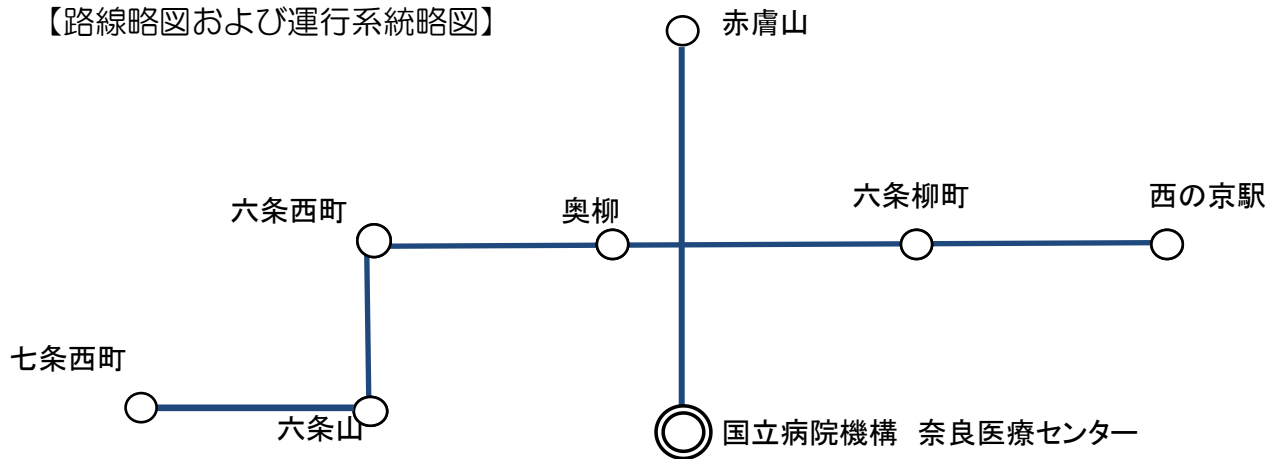 【路線略図および運行系統略図】
赤膚山
六条西町
奥柳
六条柳町
西の京駅
七条西町
六条山
国立病院機構 奈良医療センター